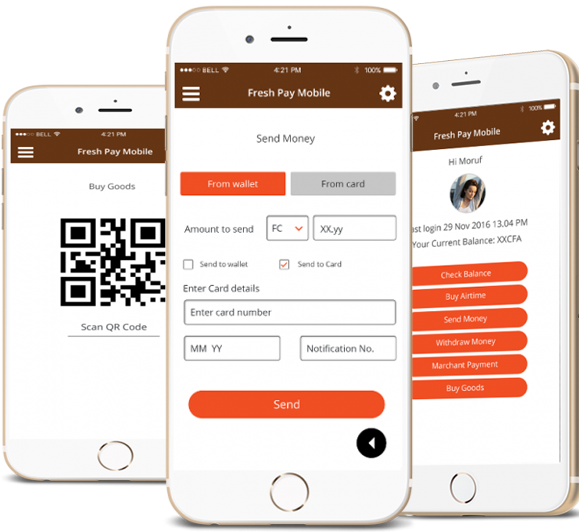 BELL 4:21 PM
Fresh Pay Mobile
Buy Goods
Scan QR Code
BELL 4:21 PM 100%
Fresh Pay Mobile
Send Money
From wallet From card
Amount to send FC XX.yy
Send to wallet Send to Card
Enter Card details
Enter card number
MM YY Notification No.
Send
4:21 PM 100%
Fresh Pay Mobile
Hi Moruf
ast login 29 Nov 2016 13.04 PM
Your Current Balance: XXCFA
Check Balance
Buy Airtime
Send Money
Withdraw Money
Marchant Payment
Buy Goods